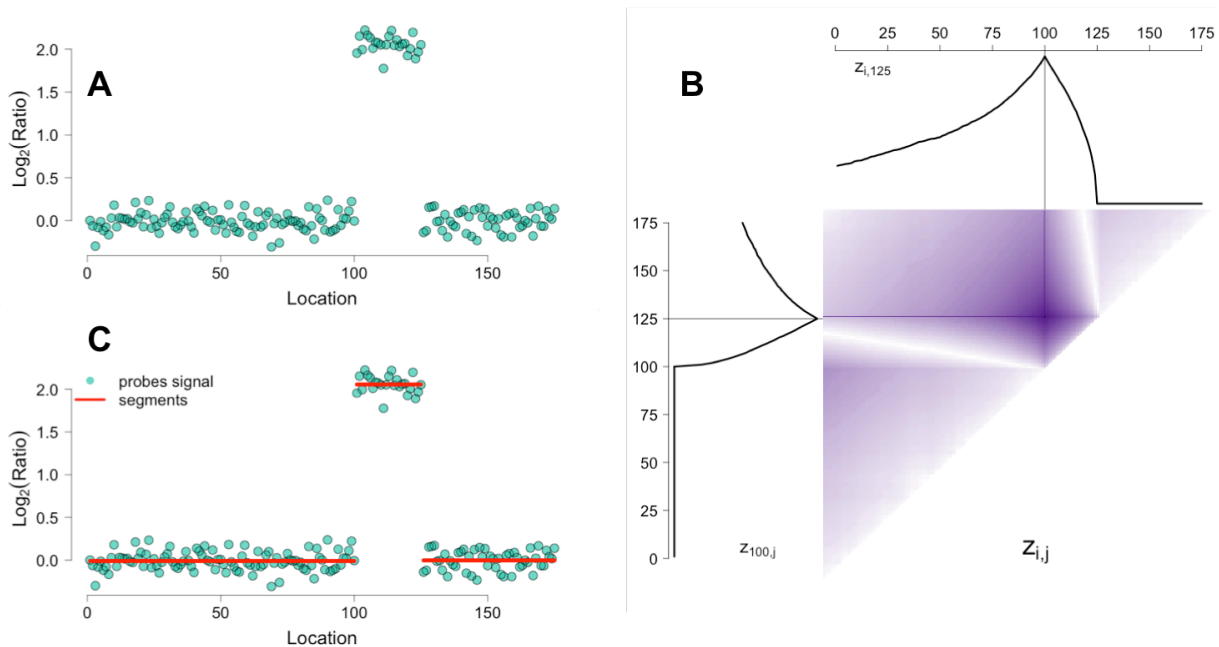 A
Log2(Ratio)
2.0
1.5
1.0
0.5
0.0
0 50 100 150
Location
C
probes signal
segments
Log2(Ratio)
2.0
1.5
1.0
0.5
0.0
0 50 100 150
Location
B
0 25 50 75 100 125 150 175
zi,125
175
150
125
100
75
50
25
0
z100,j
zi,j